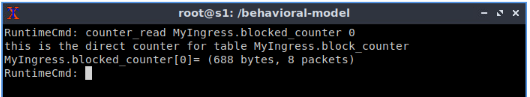 root@s1: /behavioral-model
RuntimeCmd: counter_read MyIngress.blocked_counter 0
this is the direct counter for table MyIngress.block_counter
MyIngress.blocked_counter[0]= (688 bytes, 8 packets)
RuntimeCmd: